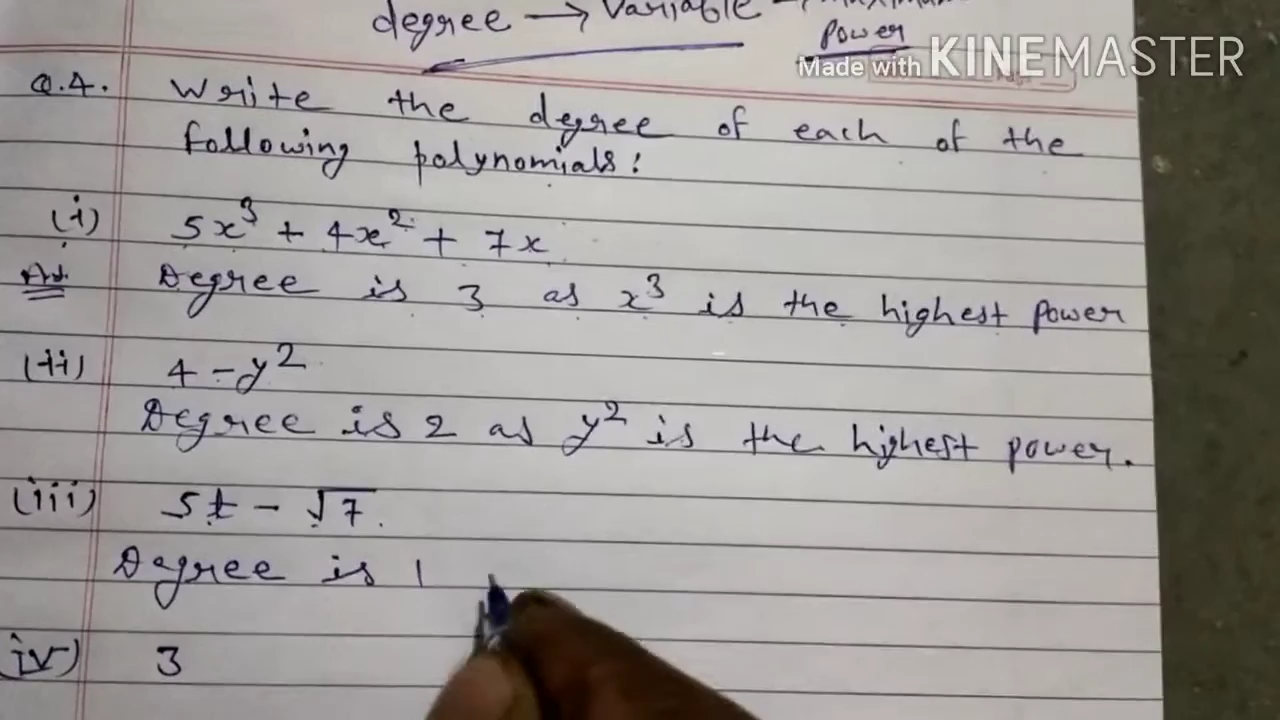 degree → Variable
Power
Made with KINEMASTER
Q.4. Write the degree of each of the
following polynomials:
(i) 5x³ + 4x² + 7x
Degree is 3 as x³ is the highest power
(ii) 4 - y²
Degree is 2 as y² is the highest power.
(iii) 5t - √7.
Degree is 1
(iv) 3